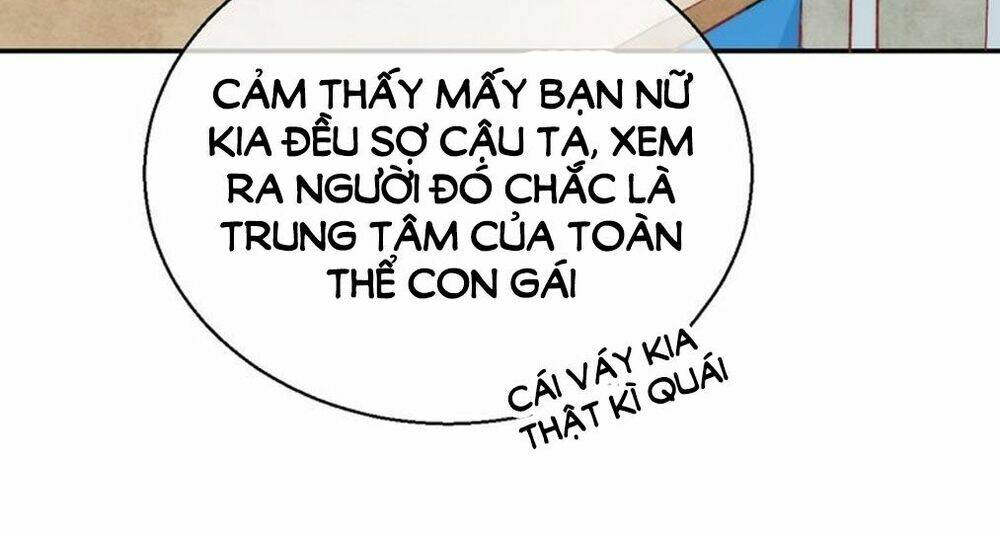 CẢM THẤY MẤY BẠN NỮ
KIA ĐỀU SỢ CẬU TA, XEM
RA NGƯỜI ĐÓ CHẮC LÀ
TRUNG TÂM CỦA TOÀN
THỂ CON GÁI
CÁI VÁY KIA
THẬT KÌ QUÁI